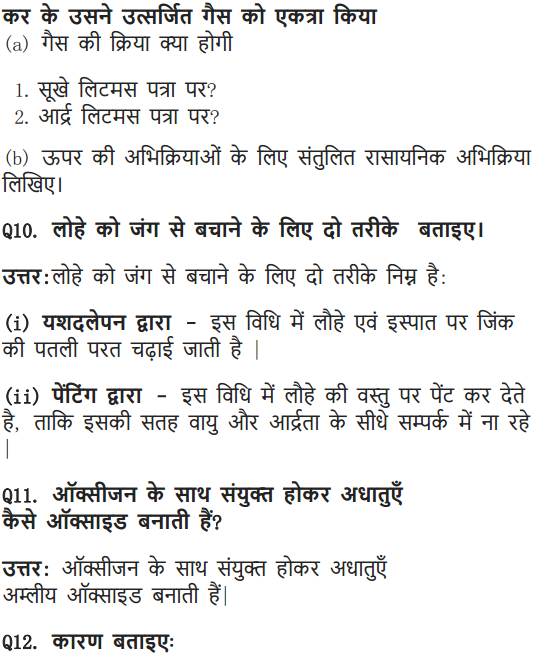 कर के उसने उत्सर्जित गैस को एकत्रा किया
(a) गैस की क्रिया क्या होगी
1. सूखे लिटमस पत्रा पर?
2. आर्द्र लिटमस पत्रा पर?
(b) ऊपर की अभिक्रियाओं के लिए संतुलित रासायनिक अभिक्रिया
लिखिए।
Q10. लोहे को जंग से बचाने के लिए दो तरीके बताइए।
उत्तर:लोहे को जंग से बचाने के लिए दो तरीके निम्न है:
(i) यशदलेपन द्वारा - इस विधि में लौहे एवं इस्पात पर जिंक
की पतली परत चढ़ाई जाती है |
(ii) पेंटिंग द्वारा - इस विधि में लौहे की वस्तु पर पेंट कर देते
है, ताकि इसकी सतह वायु और आर्द्रता के सीधे सम्पर्क में ना रहे
|
Q11. ऑक्सीजन के साथ संयुक्त होकर अधातुएँ
कैसे ऑक्साइड बनाती हैं?
उत्तर: ऑक्सीजन के साथ संयुक्त होकर अधातुएँ
अम्लीय ऑक्साइड बनाती हैं|
Q12. कारण बताइएः